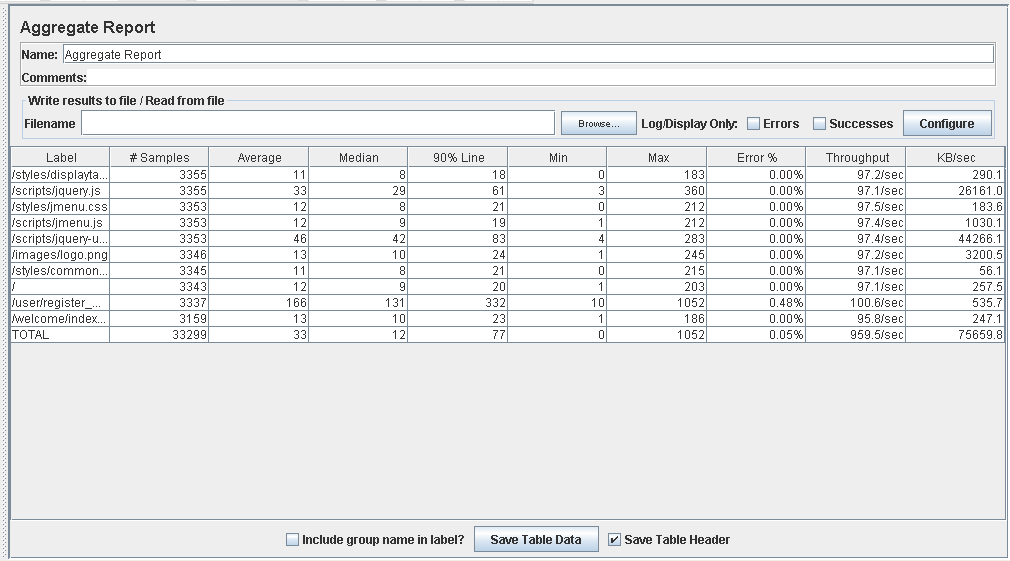 Aggregate Report
Name: Aggregate Report
Comments:
Write results to file / Read from file
Filename Browse... Log/Display Only: Errors Successes Configure
Label # Samples Average Median 90% Line Min Max Error % Throughput KB/sec
/styles/displayta... 3355 11 8 18 0 183 0.00% 97.2/sec 290.1
/scripts/jquery.js 3355 33 29 61 3 360 0.00% 97.1/sec 26161.0
/styles/jmenu.css 3353 12 8 21 0 212 0.00% 97.5/sec 183.6
/scripts/jmenu.js 3353 12 9 19 1 212 0.00% 97.4/sec 1030.1
/scripts/jquery-u... 3353 46 42 83 4 283 0.00% 97.4/sec 44266.1
/images/logo.png 3346 13 10 24 1 245 0.00% 97.2/sec 3200.5
/styles/common... 3345 11 8 21 0 215 0.00% 97.1/sec 56.1
/ 3343 12 9 20 1 203 0.00% 97.1/sec 257.5
/user/register_... 3337 166 131 332 10 1052 0.48% 100.6/sec 535.7
/welcome/index... 3159 13 10 23 1 186 0.00% 95.8/sec 247.1
TOTAL 33299 33 12 77 0 1052 0.05% 959.5/sec 75659.8
Include group name in label? Save Table Data Save Table Header